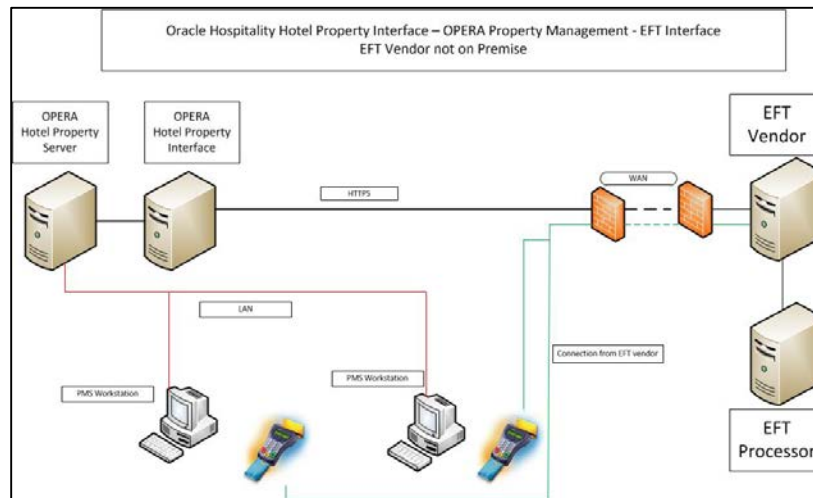 Oracle Hospitality Hotel Property Interface – OPERA Property Management - EFT Interface
EFT Vendor not on Premise
OPERA
Hotel Property
Server
OPERA
Hotel Property
Interface
EFT
Vendor
WAN
HTTPS
LAN
Connection from EFT vendor
PMS Workstation
PMS Workstation
EFT
Processor